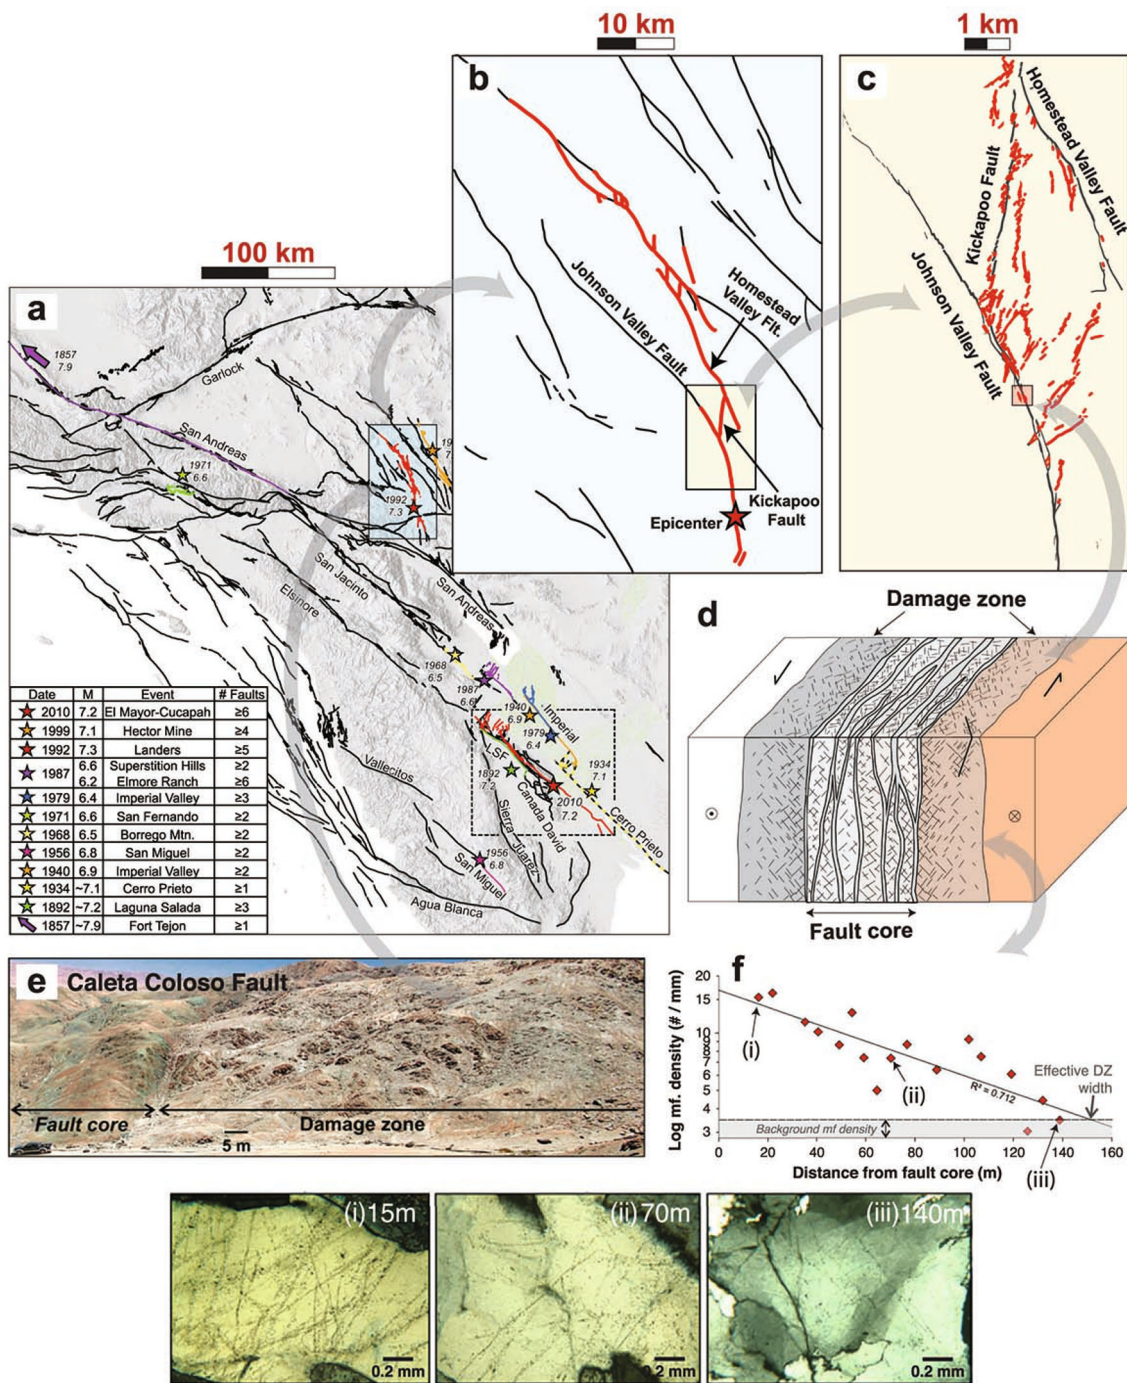 10 km
1 km
b
c
Homestead Valley Fault
Kickapoo Fault
Johnson Valley Fault
100 km
Johnson Valley Fault
Homestead
Valley Flt.
Kickapoo
Fault
Epicenter
a
1857
7.9
Garlock
San Andreas
1971
6.6
19
7.
1992
7.3
San Jacinto
San Andreas
Elsinore
1968
6.5
1987
6.6
1940
6.9
Imperial
1979
6.4
LSF
1892
7.2
1934
7.1
Vallecitos
2010
7.2
Canada David
Cerro Prieto
Sierra Juarez
1956
6.8
San Miguel
Agua Blanca
Date M Event # Faults
2010 7.2 El Mayor-Cucapah ≥6
1999 7.1 Hector Mine ≥4
1992 7.3 Landers ≥5
1987 6.6 Superstition Hills ≥2
6.2 Elmore Ranch ≥6
1979 6.4 Imperial Valley ≥3
1971 6.6 San Fernando ≥2
1968 6.5 Borrego Mtn. ≥2
1956 6.8 San Miguel ≥2
1940 6.9 Imperial Valley ≥2
1934 ~7.1 Cerro Prieto ≥1
1892 ~7.2 Laguna Salada ≥3
1857 ~7.9 Fort Tejon ≥1
d
Damage zone
Fault core
e Caleta Coloso Fault
Fault core
Damage zone
5 m
f
Log mf. density (# / mm)
20
15
10
9
8
7
6
5
4
3
(i)
(ii)
(iii)
R² = 0.712
Effective DZ
width
Background mf density
0 20 40 60 80 100 120 140 160
Distance from fault core (m)
(i)15m
0.2 mm
(ii)70m
0.2 mm
(iii)140m
0.2 mm